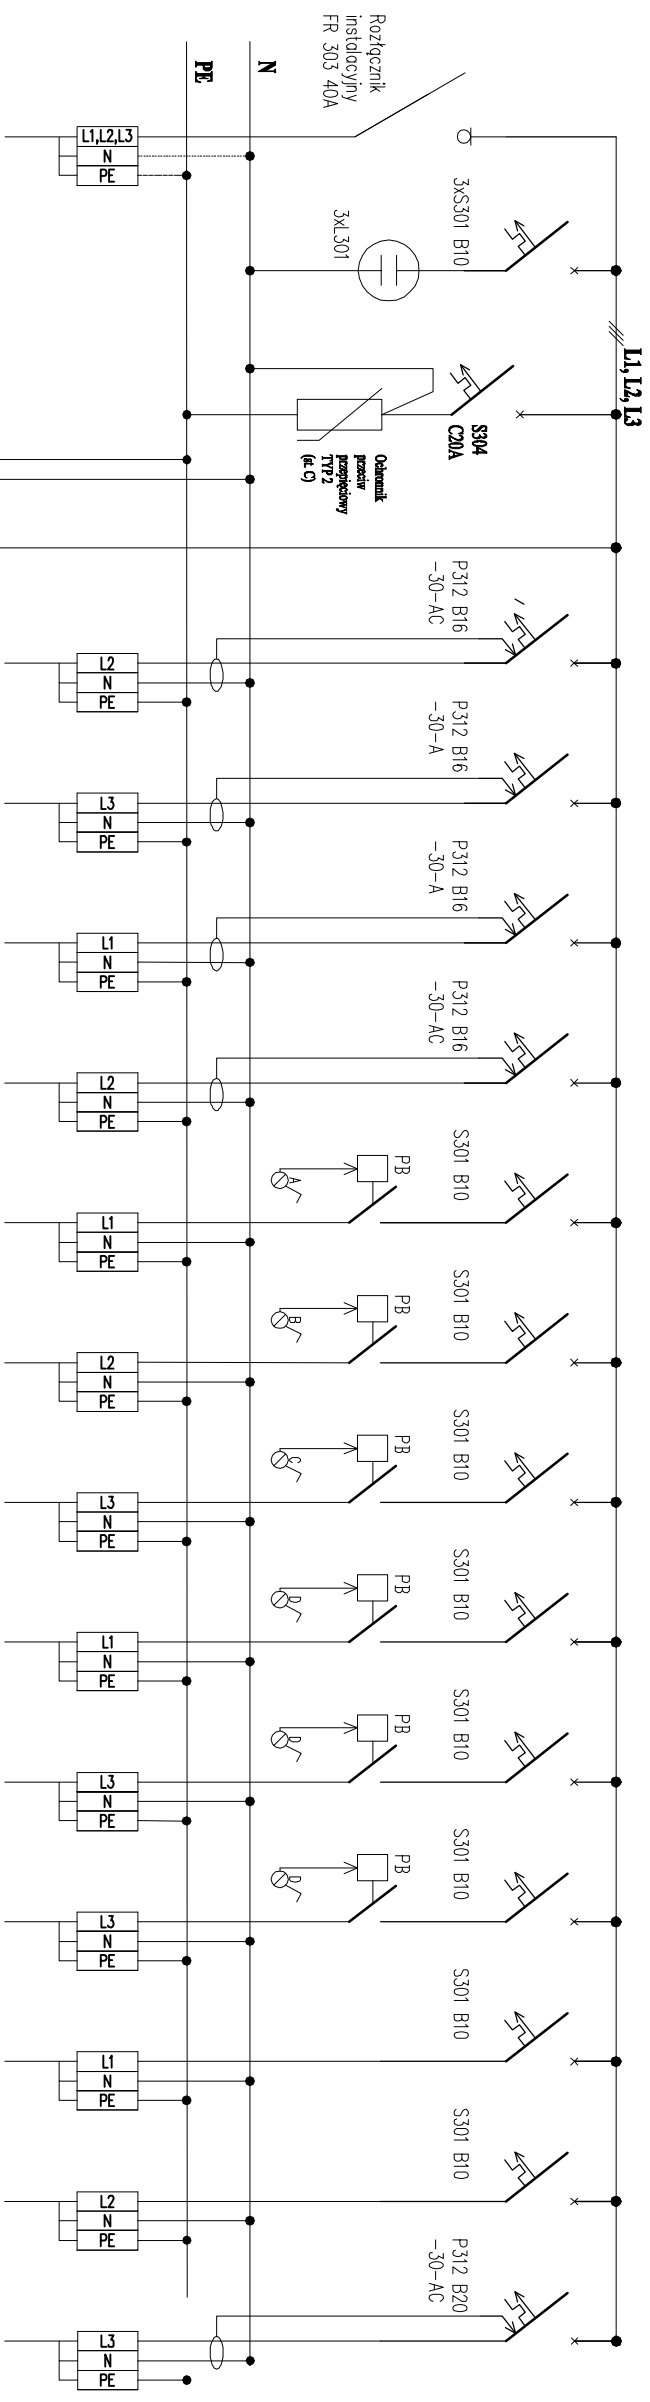 Rozłącznik
instalacyjny
FR 303 40A
PE
N
L1,L2,L3
N
PE
3xS301 B10
3xL301
L1, L2, L3
S304
C20A
Ochronnik
przeciw
przepięciowy
TYP 2
(st. C)
P312 B16
-30-AC
L2
N
PE
P312 B16
-30-A
L3
N
PE
P312 B16
-30-A
L1
N
PE
P312 B16
-30-AC
L2
N
PE
S301 B10
PB
A
L1
N
PE
S301 B10
PB
B
L2
N
PE
S301 B10
PB
C
L3
N
PE
S301 B10
PB
D
L1
N
PE
S301 B10
PB
D
L3
N
PE
S301 B10
PB
D
L3
N
PE
S301 B10
L1
N
PE
S301 B10
L2
N
PE
P312 B20
-30-AC
L3
N
PE